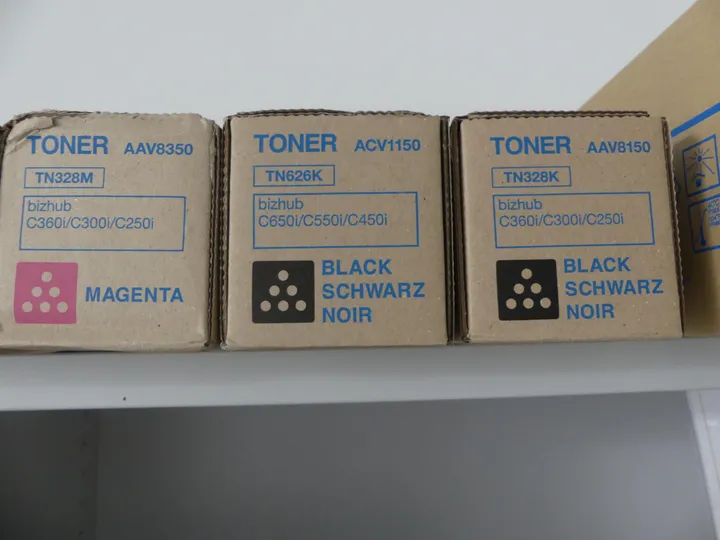 TONER AAV8350
TN328M
bizhub
C360i/C300i/C250i
MAGENTA
TONER ACV1150
TN626K
bizhub
C650i/C550i/C450i
BLACK
SCHWARZ
NOIR
TONER AAV8150
TN328K
bizhub
C360i/C300i/C250i
BLACK
SCHWARZ
NOIR